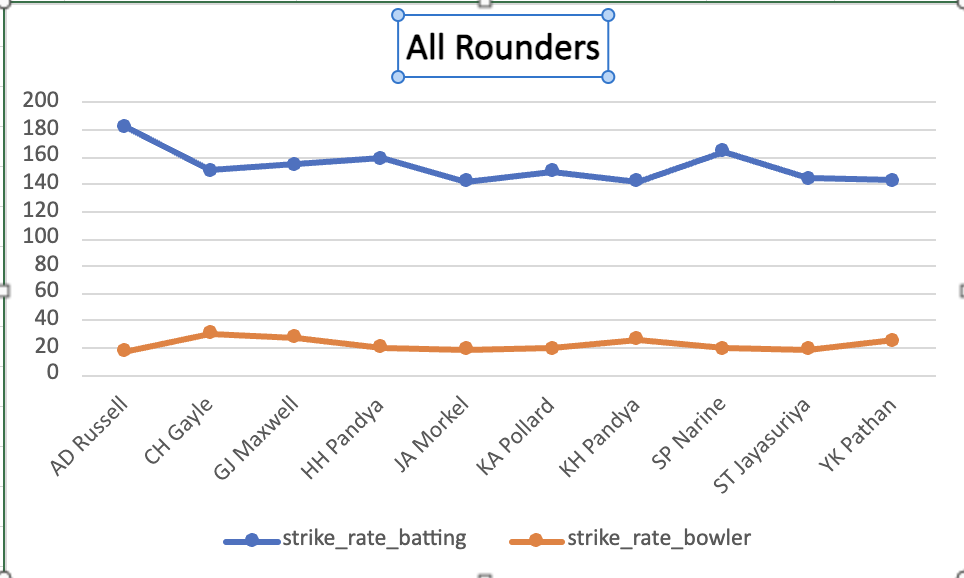 All Rounders
200
180
160
140
120
100
80
60
40
20
0
AD Russell
CH Gayle
GJ Maxwell
HH Pandya
JA Morkel
KA Pollard
KH Pandya
SP Narine
ST Jayasuriya
YK Pathan
strike_rate_batting strike_rate_bowler